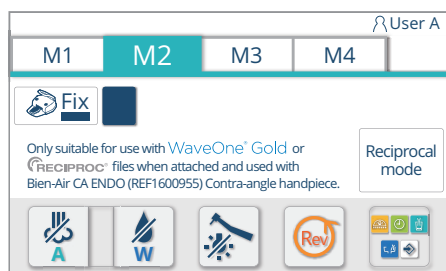 User A
M1 M2 M3 M4
Fix
Only suitable for use with WaveOne® Gold or
RECIPROC® files when attached and used with
Bien-Air CA ENDO (REF1600955) Contra-angle handpiece.
Reciprocal
mode
A W Rev